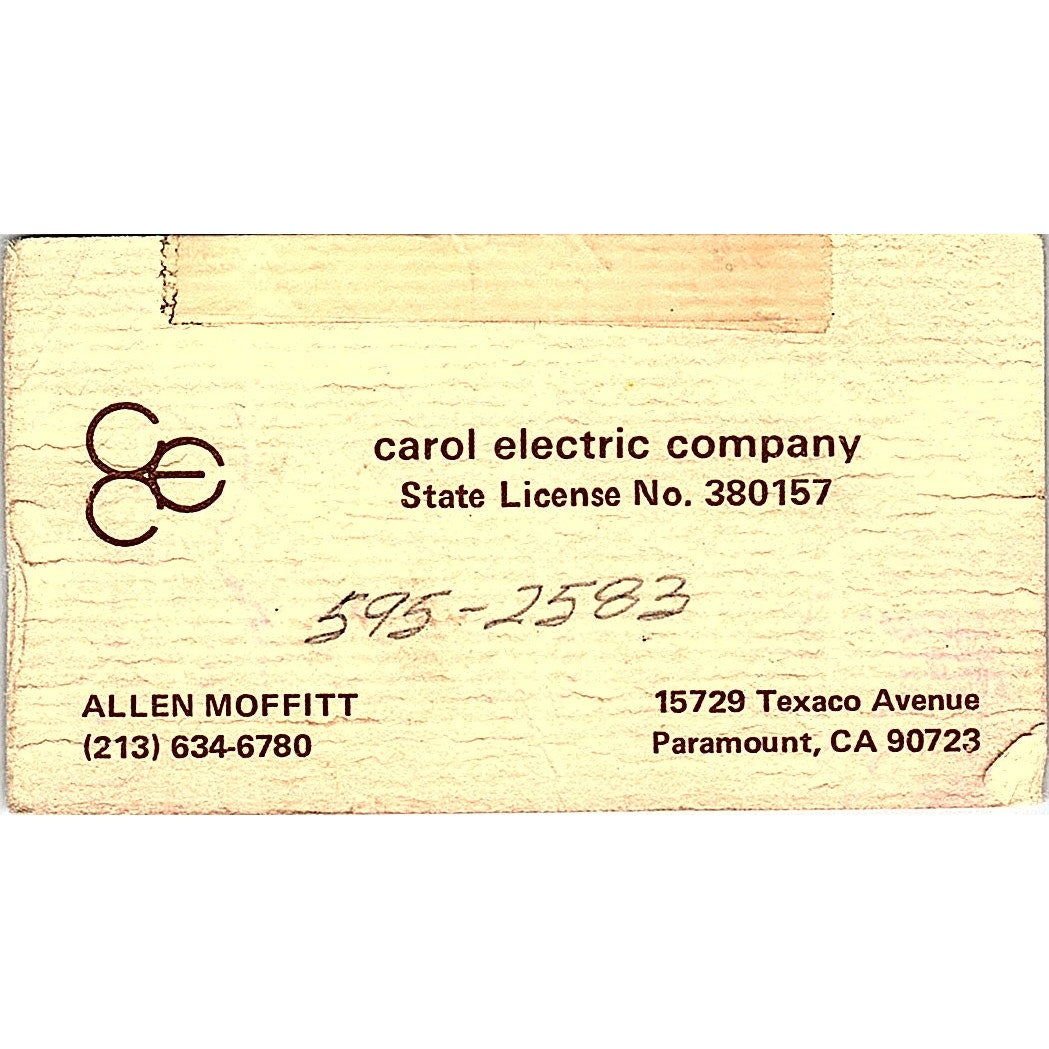 carol electric company
State License No. 380157
595-2583
ALLEN MOFFITT
(213) 634-6780
15729 Texaco Avenue
Paramount, CA 90723